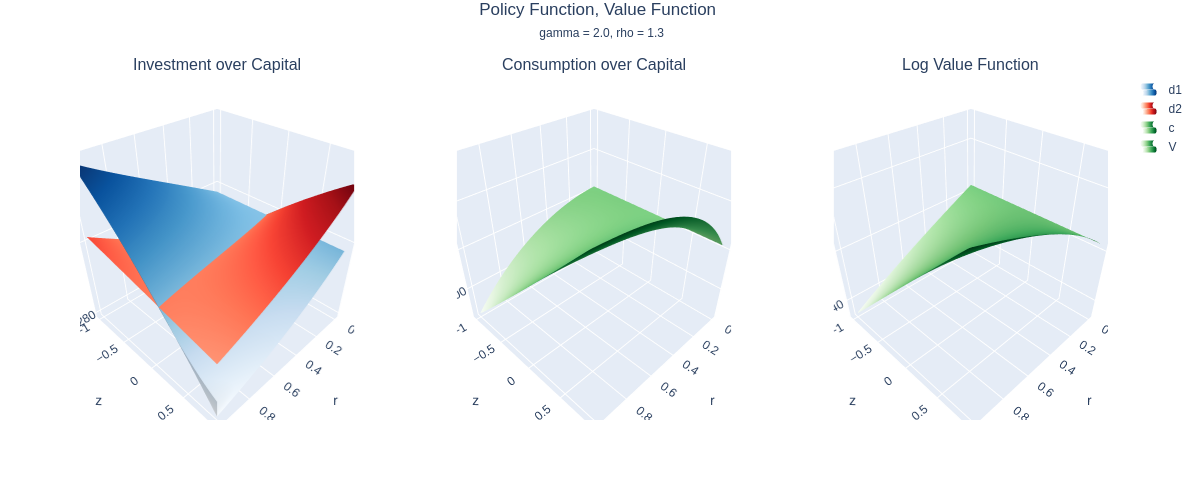 Policy Function, Value Function
gamma = 2.0, rho = 1.3
Investment over Capital
Consumption over Capital
Log Value Function
d1
d2
c
V
−1
−0.5
0
0.5
z
0.2
0.4
0.6
0.8
r
−1
−0.5
0
0.5
z
0
0.2
0.4
0.6
0.8
r
−1
−0.5
0
0.5
z
0
0.2
0.4
0.6
0.8
r